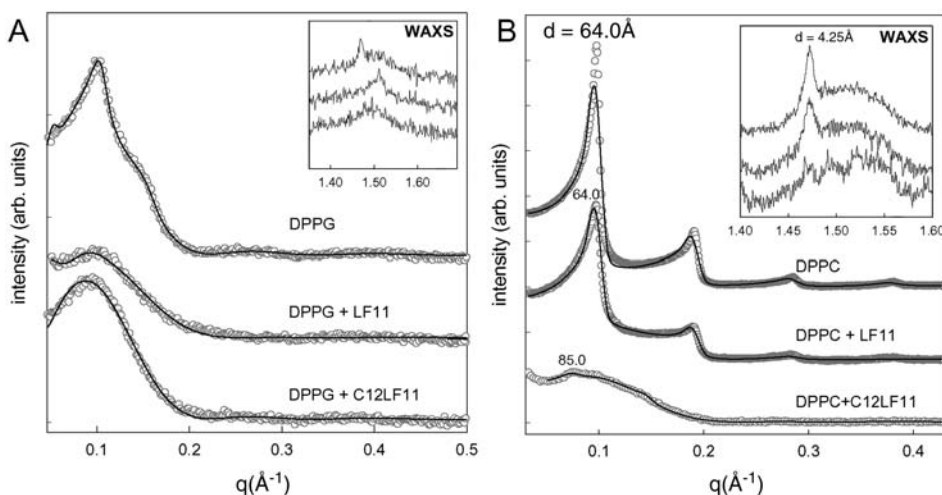 A
WAXS
1.40 1.50 1.60
DPPG
DPPG + LF11
DPPG + C12LF11
intensity (arb. units)
0.1 0.2 0.3 0.4 0.5
q(Å-1)
B
d = 64.0Å
WAXS
d = 4.25Å
1.40 1.45 1.50 1.55 1.60
64.0
DPPC
DPPC + LF11
85.0
DPPC+C12LF11
intensity (arb. units)
0.1 0.2 0.3 0.4
q(Å-1)